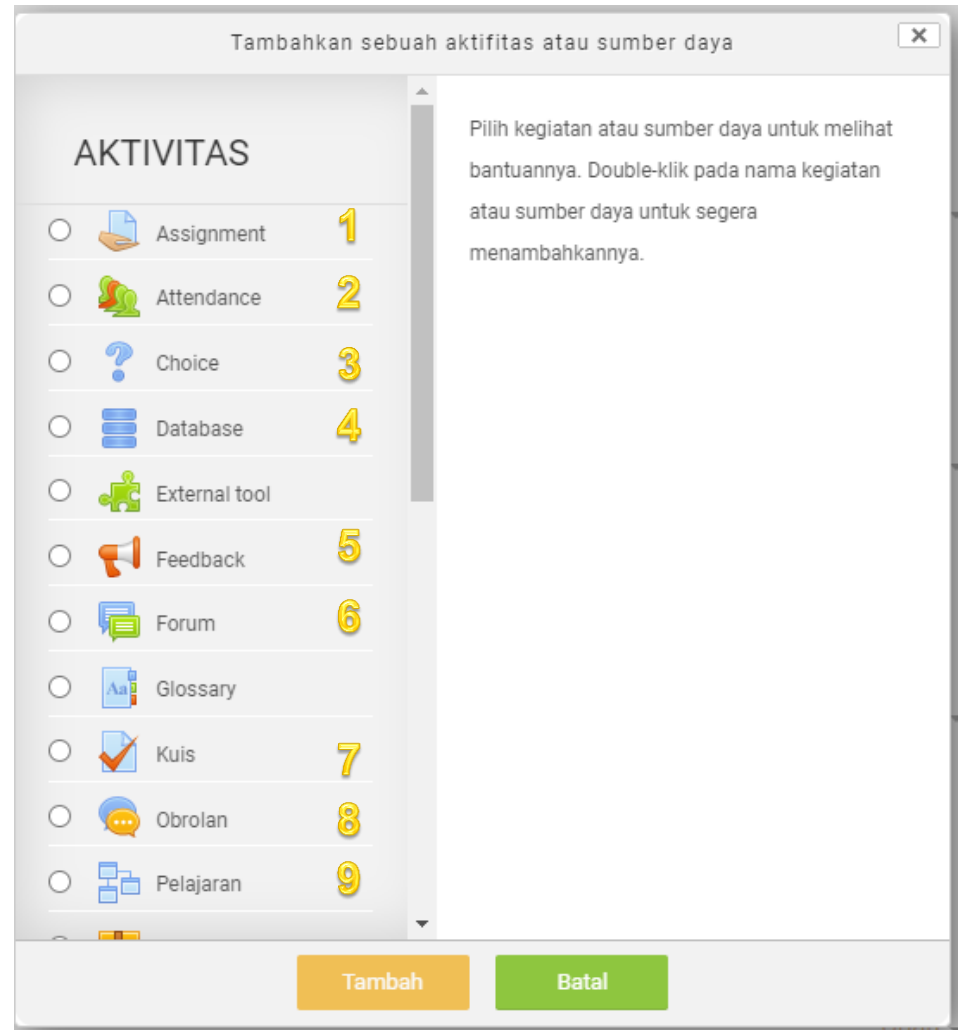 Tambahkan sebuah aktifitas atau sumber daya
AKTIVITAS
Assignment 1
Attendance 2
Choice 3
Database 4
External tool
Feedback 5
Forum 6
Aa Glossary
Kuis 7
Obrolan 8
Pelajaran 9
Pilih kegiatan atau sumber daya untuk melihat
bantuannya. Double-klik pada nama kegiatan
atau sumber daya untuk segera
menambahkannya.
Tambah Batal